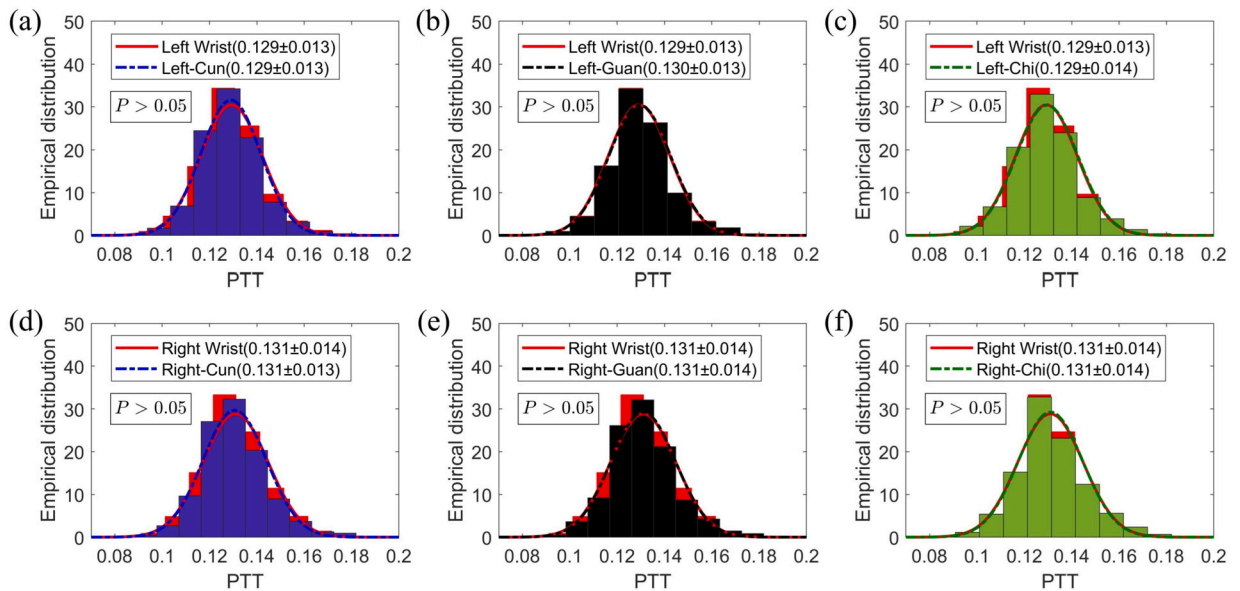 (a)
50
40
30
20
10
0
Empirical distribution
Left Wrist(0.129±0.013)
Left-Cun(0.129±0.013)
P > 0.05
0.08 0.1 0.12 0.14 0.16 0.18 0.2
PTT
(b)
50
40
30
20
10
0
Empirical distribution
Left Wrist(0.129±0.013)
Left-Guan(0.130±0.013)
P > 0.05
0.08 0.1 0.12 0.14 0.16 0.18 0.2
PTT
(c)
50
40
30
20
10
0
Empirical distribution
Left Wrist(0.129±0.013)
Left-Chi(0.129±0.014)
P > 0.05
0.08 0.1 0.12 0.14 0.16 0.18 0.2
PTT
(d)
50
40
30
20
10
0
Empirical distribution
Right Wrist(0.131±0.014)
Right-Cun(0.131±0.013)
P > 0.05
0.08 0.1 0.12 0.14 0.16 0.18 0.2
PTT
(e)
50
40
30
20
10
0
Empirical distribution
Right Wrist(0.131±0.014)
Right-Guan(0.131±0.014)
P > 0.05
0.08 0.1 0.12 0.14 0.16 0.18 0.2
PTT
(f)
50
40
30
20
10
0
Empirical distribution
Right Wrist(0.131±0.014)
Right-Chi(0.131±0.014)
P > 0.05
0.08 0.1 0.12 0.14 0.16 0.18 0.2
PTT